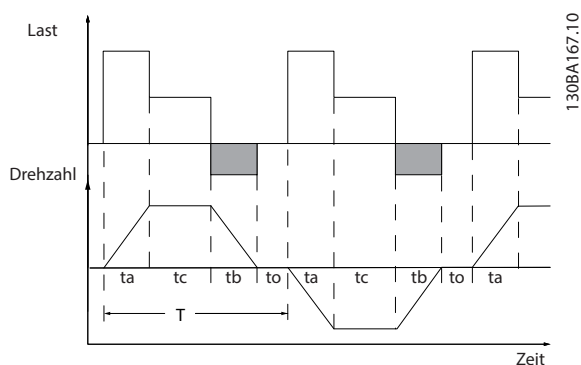 Last
130BA167.10
Drehzahl
ta tc tb to ta tc tb to ta
T
Zeit